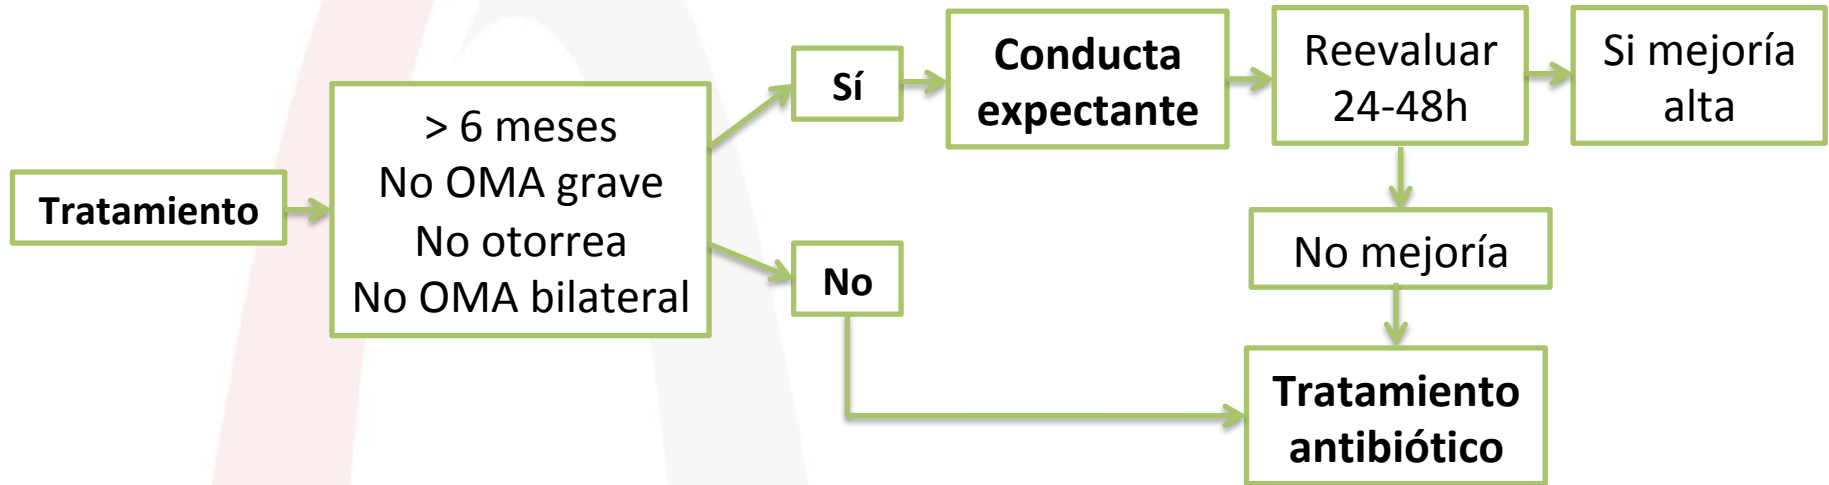 Tratamiento
> 6 meses
No OMA grave
No otorrea
No OMA bilateral
Sí
Conducta
expectante
Reevaluar
24-48h
Si mejoría
alta
No
No mejoría
Tratamiento
antibiótico